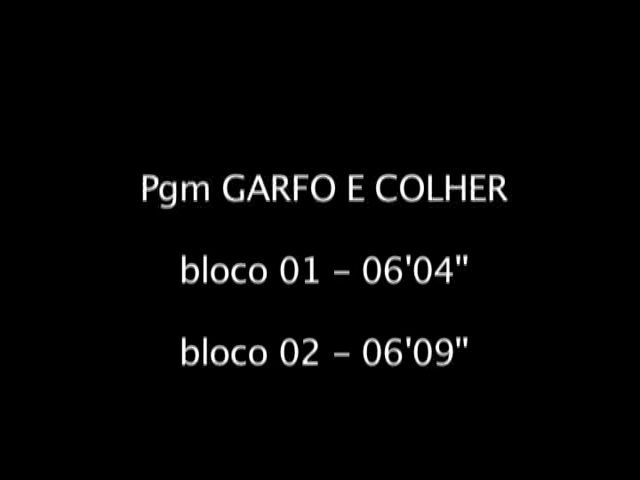 Pgm GARFO E COLHER
bloco 01 – 06'04"
bloco 02 – 06'09"